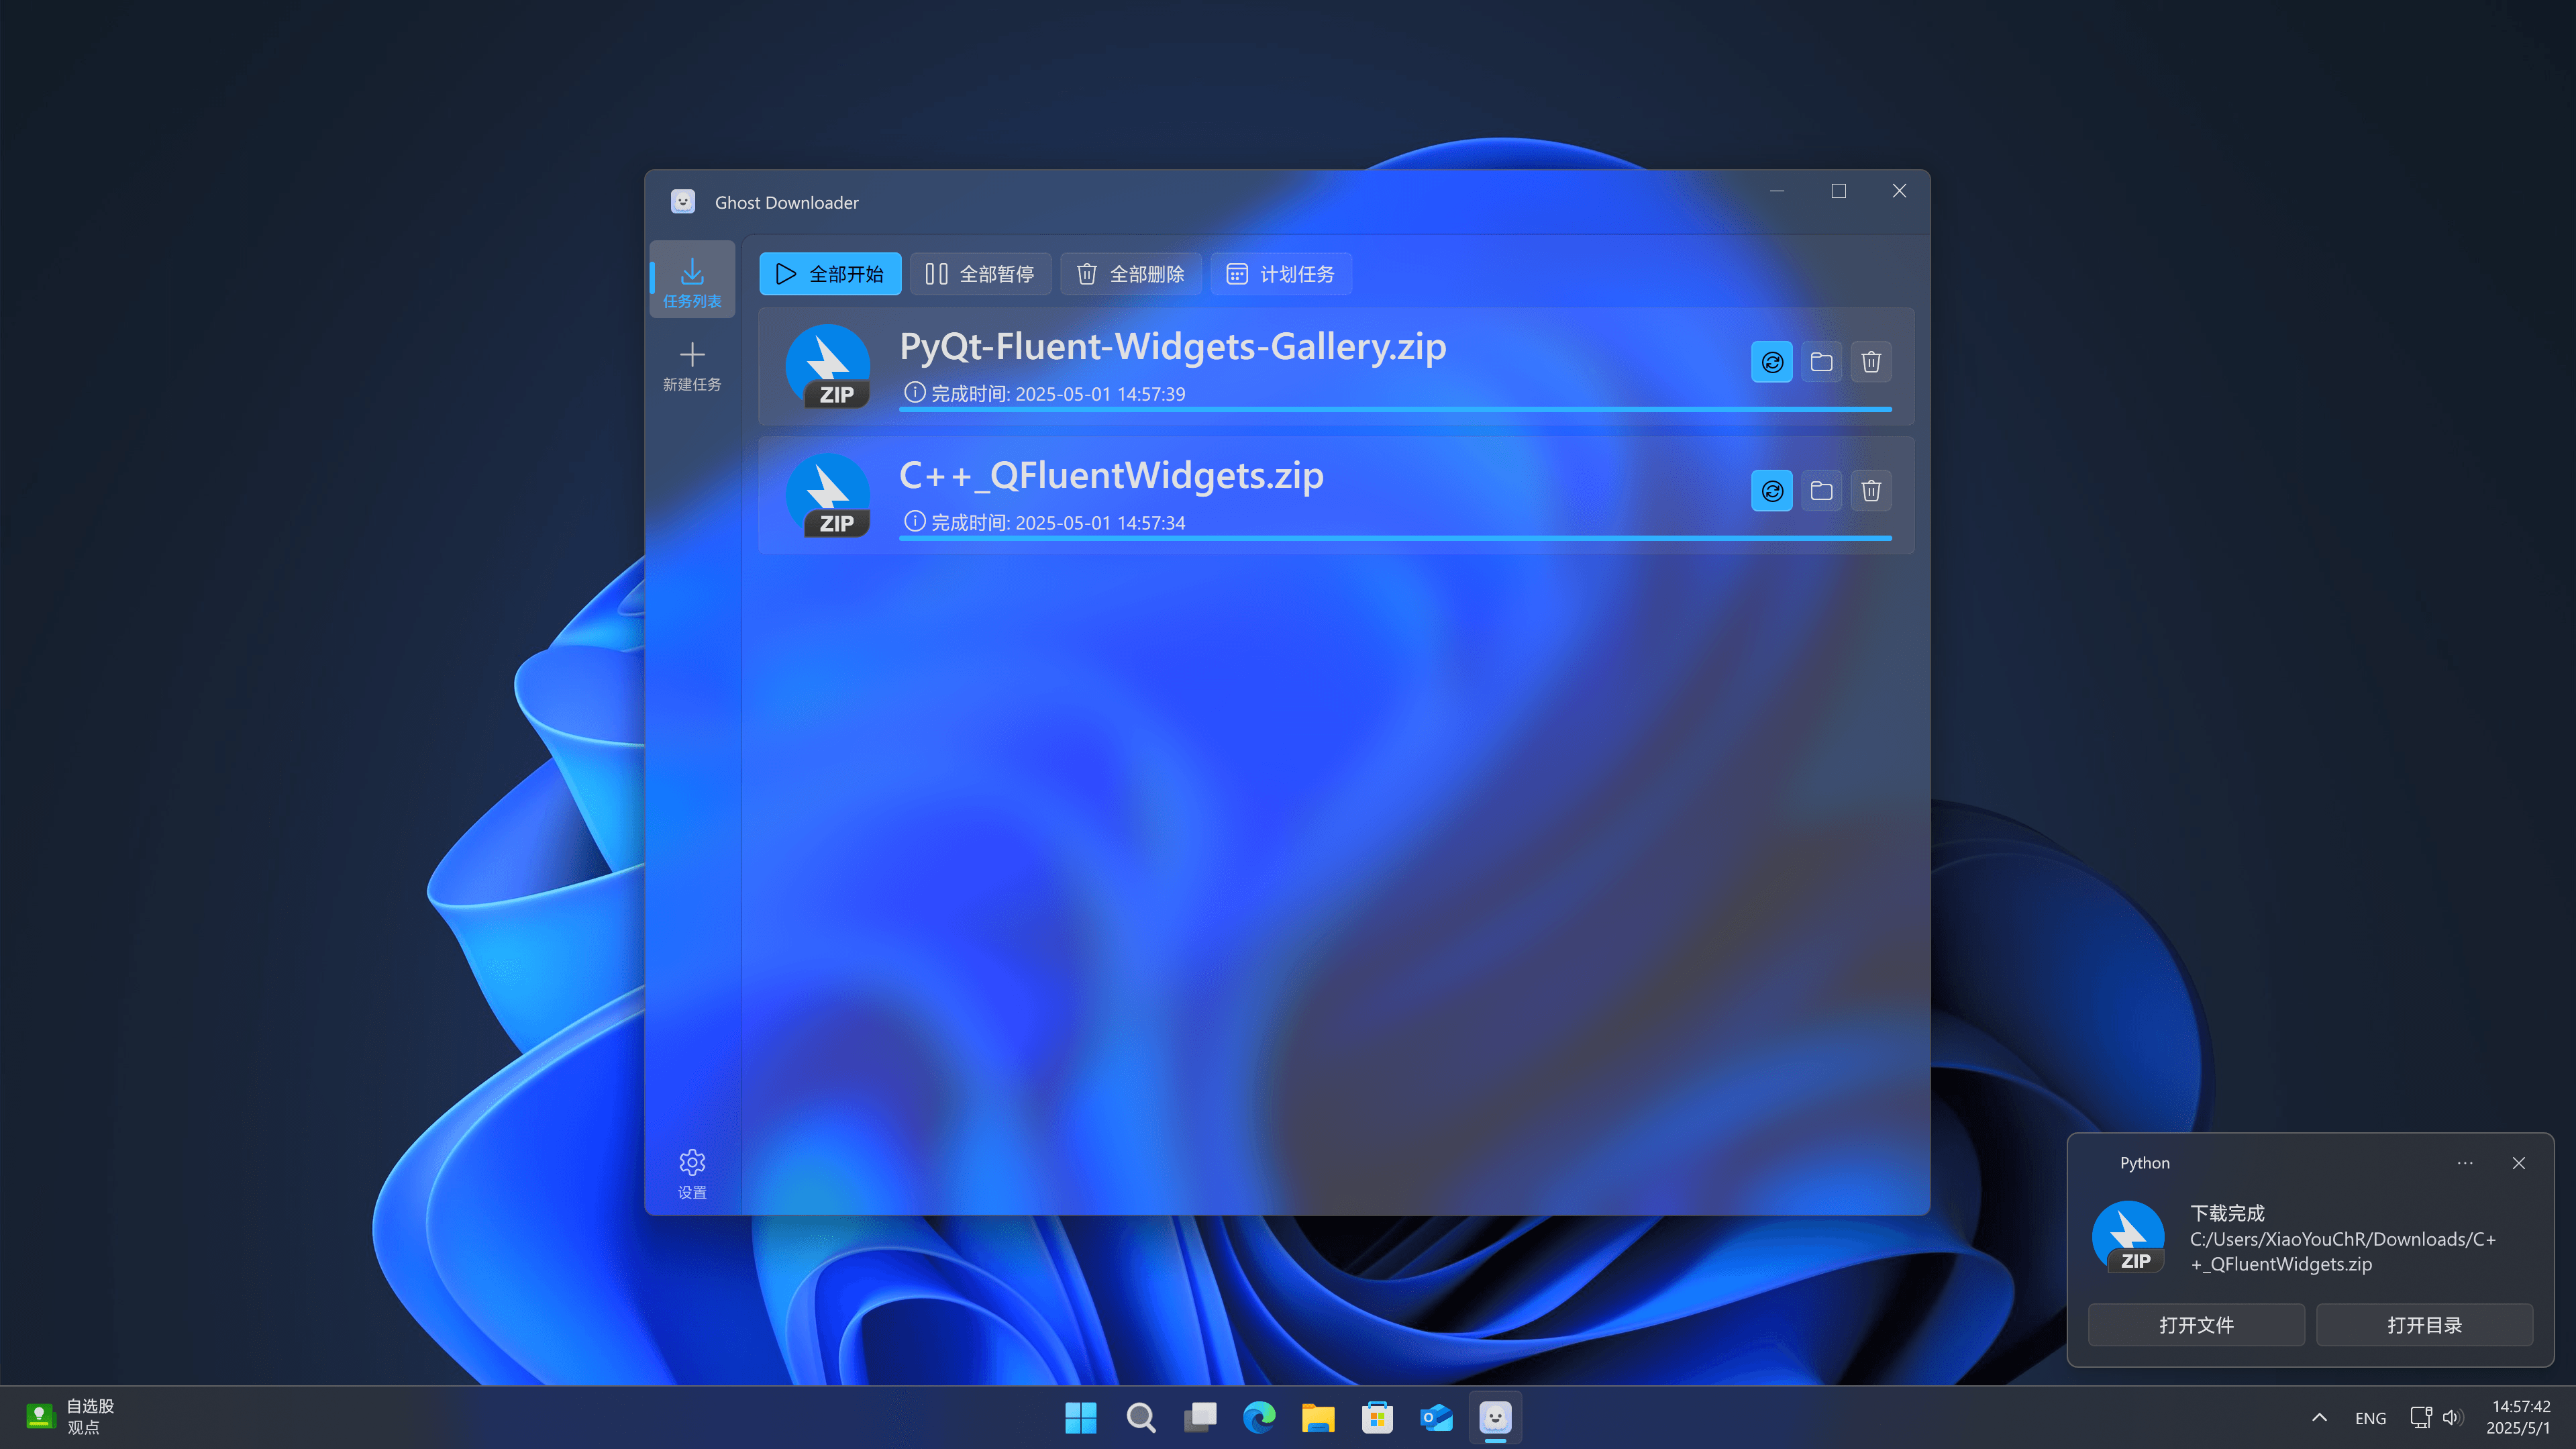 Ghost Downloader
任务列表
新建任务
设置
全部开始
全部暂停
全部删除
计划任务
ZIP
PyQt-Fluent-Widgets-Gallery.zip
完成时间: 2025-05-01 14:57:39
ZIP
C++_QFluentWidgets.zip
完成时间: 2025-05-01 14:57:34
Python
ZIP
下载完成
C:/Users/XiaoYouChR/Downloads/C+
+_QFluentWidgets.zip
打开文件
打开目录
自选股
观点
ENG
14:57:42
2025/5/1